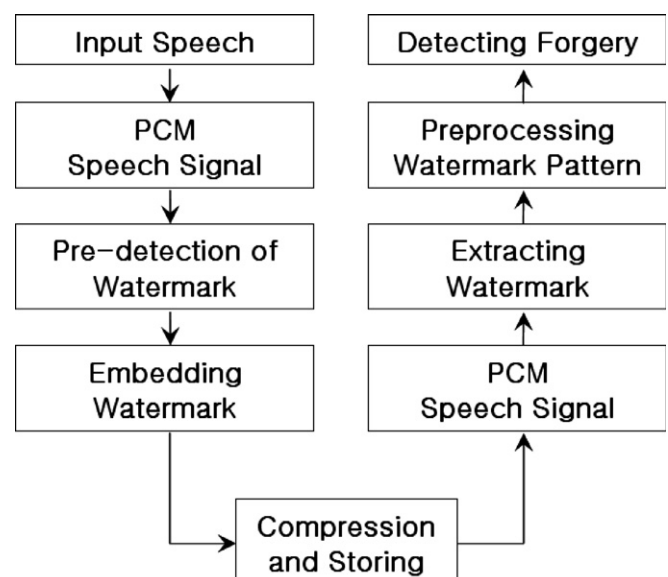 Input Speech
PCM
Speech Signal
Pre-detection of
Watermark
Embedding
Watermark
Compression
and Storing
PCM
Speech Signal
Extracting
Watermark
Preprocessing
Watermark Pattern
Detecting Forgery